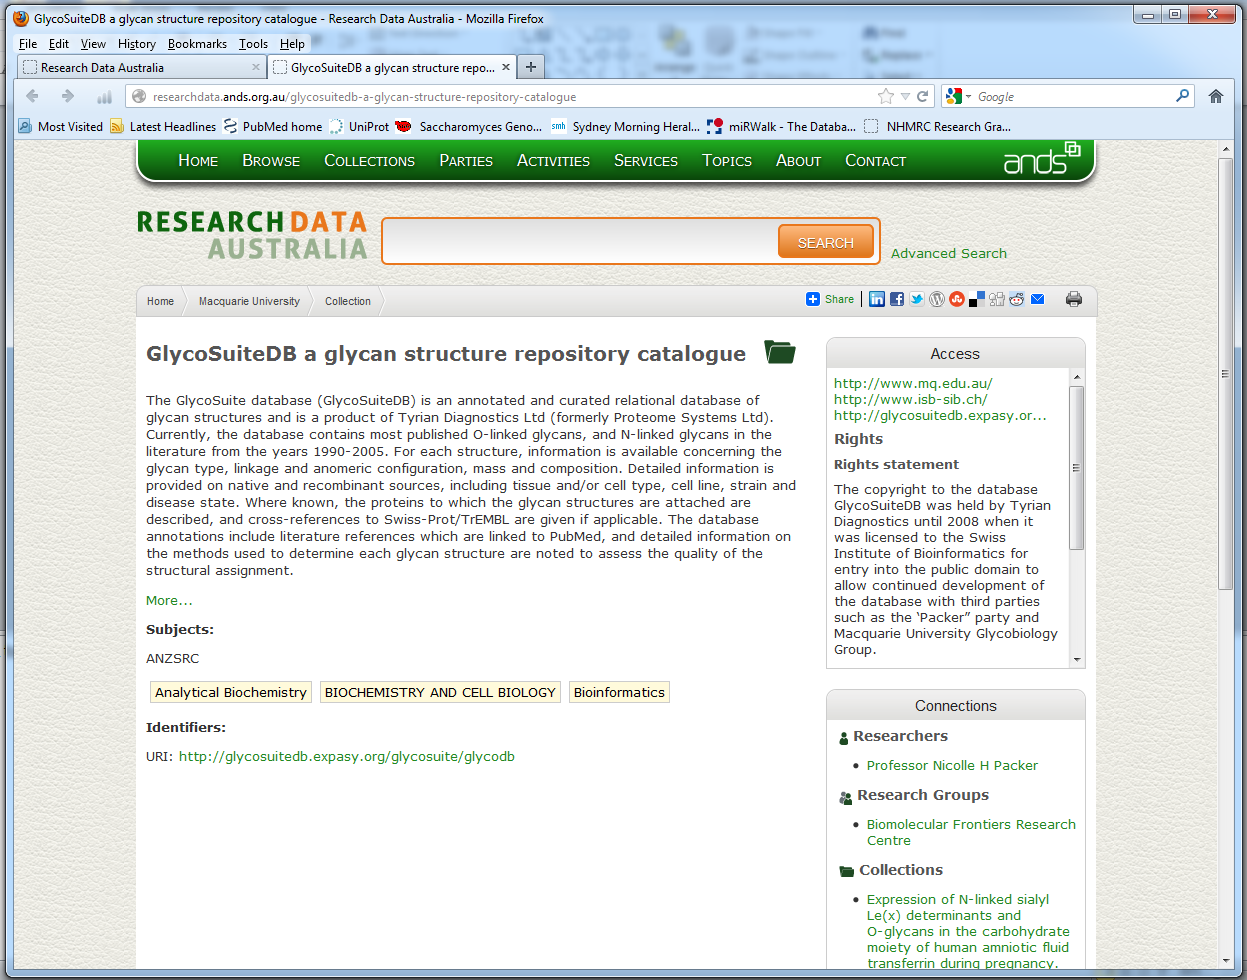 GlycoSuiteDB a glycan structure repository catalogue - Research Data Australia - Mozilla Firefox
File Edit View History Bookmarks Tools Help
Research Data Australia
GlycoSuiteDB a glycan structure repo...
researchdata.ands.org.au/glycosuitedb-a-glycan-structure-repository-catalogue
Google
Most Visited Latest Headlines PubMed home UniProt Saccharomyces Geno... smh Sydney Morning Heral... miRWalk - The Databa... NHMRC Research Gra...
HOME BROWSE COLLECTIONS PARTIES ACTIVITIES SERVICES TOPICS ABOUT CONTACT
ands
RESEARCH DATA
AUSTRALIA
SEARCH
Advanced Search
Home Macquarie University Collection
Share
GlycoSuiteDB a glycan structure repository catalogue
The GlycoSuite database (GlycoSuiteDB) is an annotated and curated relational database of
glycan structures and is a product of Tyrian Diagnostics Ltd (formerly Proteome Systems Ltd).
Currently, the database contains most published O-linked glycans, and N-linked glycans in the
literature from the years 1990-2005. For each structure, information is available concerning the
glycan type, linkage and anomeric configuration, mass and composition. Detailed information is
provided on native and recombinant sources, including tissue and/or cell type, cell line, strain and
disease state. Where known, the proteins to which the glycan structures are attached are
described, and cross-references to Swiss-Prot/TrEMBL are given if applicable. The database
annotations include literature references which are linked to PubMed, and detailed information on
the methods used to determine each glycan structure are noted to assess the quality of the
structural assignment.
More...
Subjects:
ANZSRC
Analytical Biochemistry BIOCHEMISTRY AND CELL BIOLOGY Bioinformatics
Identifiers:
URI: http://glycosuitedb.expasy.org/glycosuite/glycodb
Access
http://www.mq.edu.au/
http://www.isb-sib.ch/
http://glycosuitedb.expasy.or...
Rights
Rights statement
The copyright to the database
GlycoSuiteDB was held by Tyrian
Diagnostics until 2008 when it
was licensed to the Swiss
Institute of Bioinformatics for
entry into the public domain to
allow continued development of
the database with third parties
such as the ‘Packer” party and
Macquarie University Glycobiology
Group.
Connections
Researchers
Professor Nicolle H Packer
Research Groups
Biomolecular Frontiers Research
Centre
Collections
Expression of N-linked sialyl
Le(x) determinants and
O-glycans in the carbohydrate
moiety of human amniotic fluid
transferrin during pregnancy.